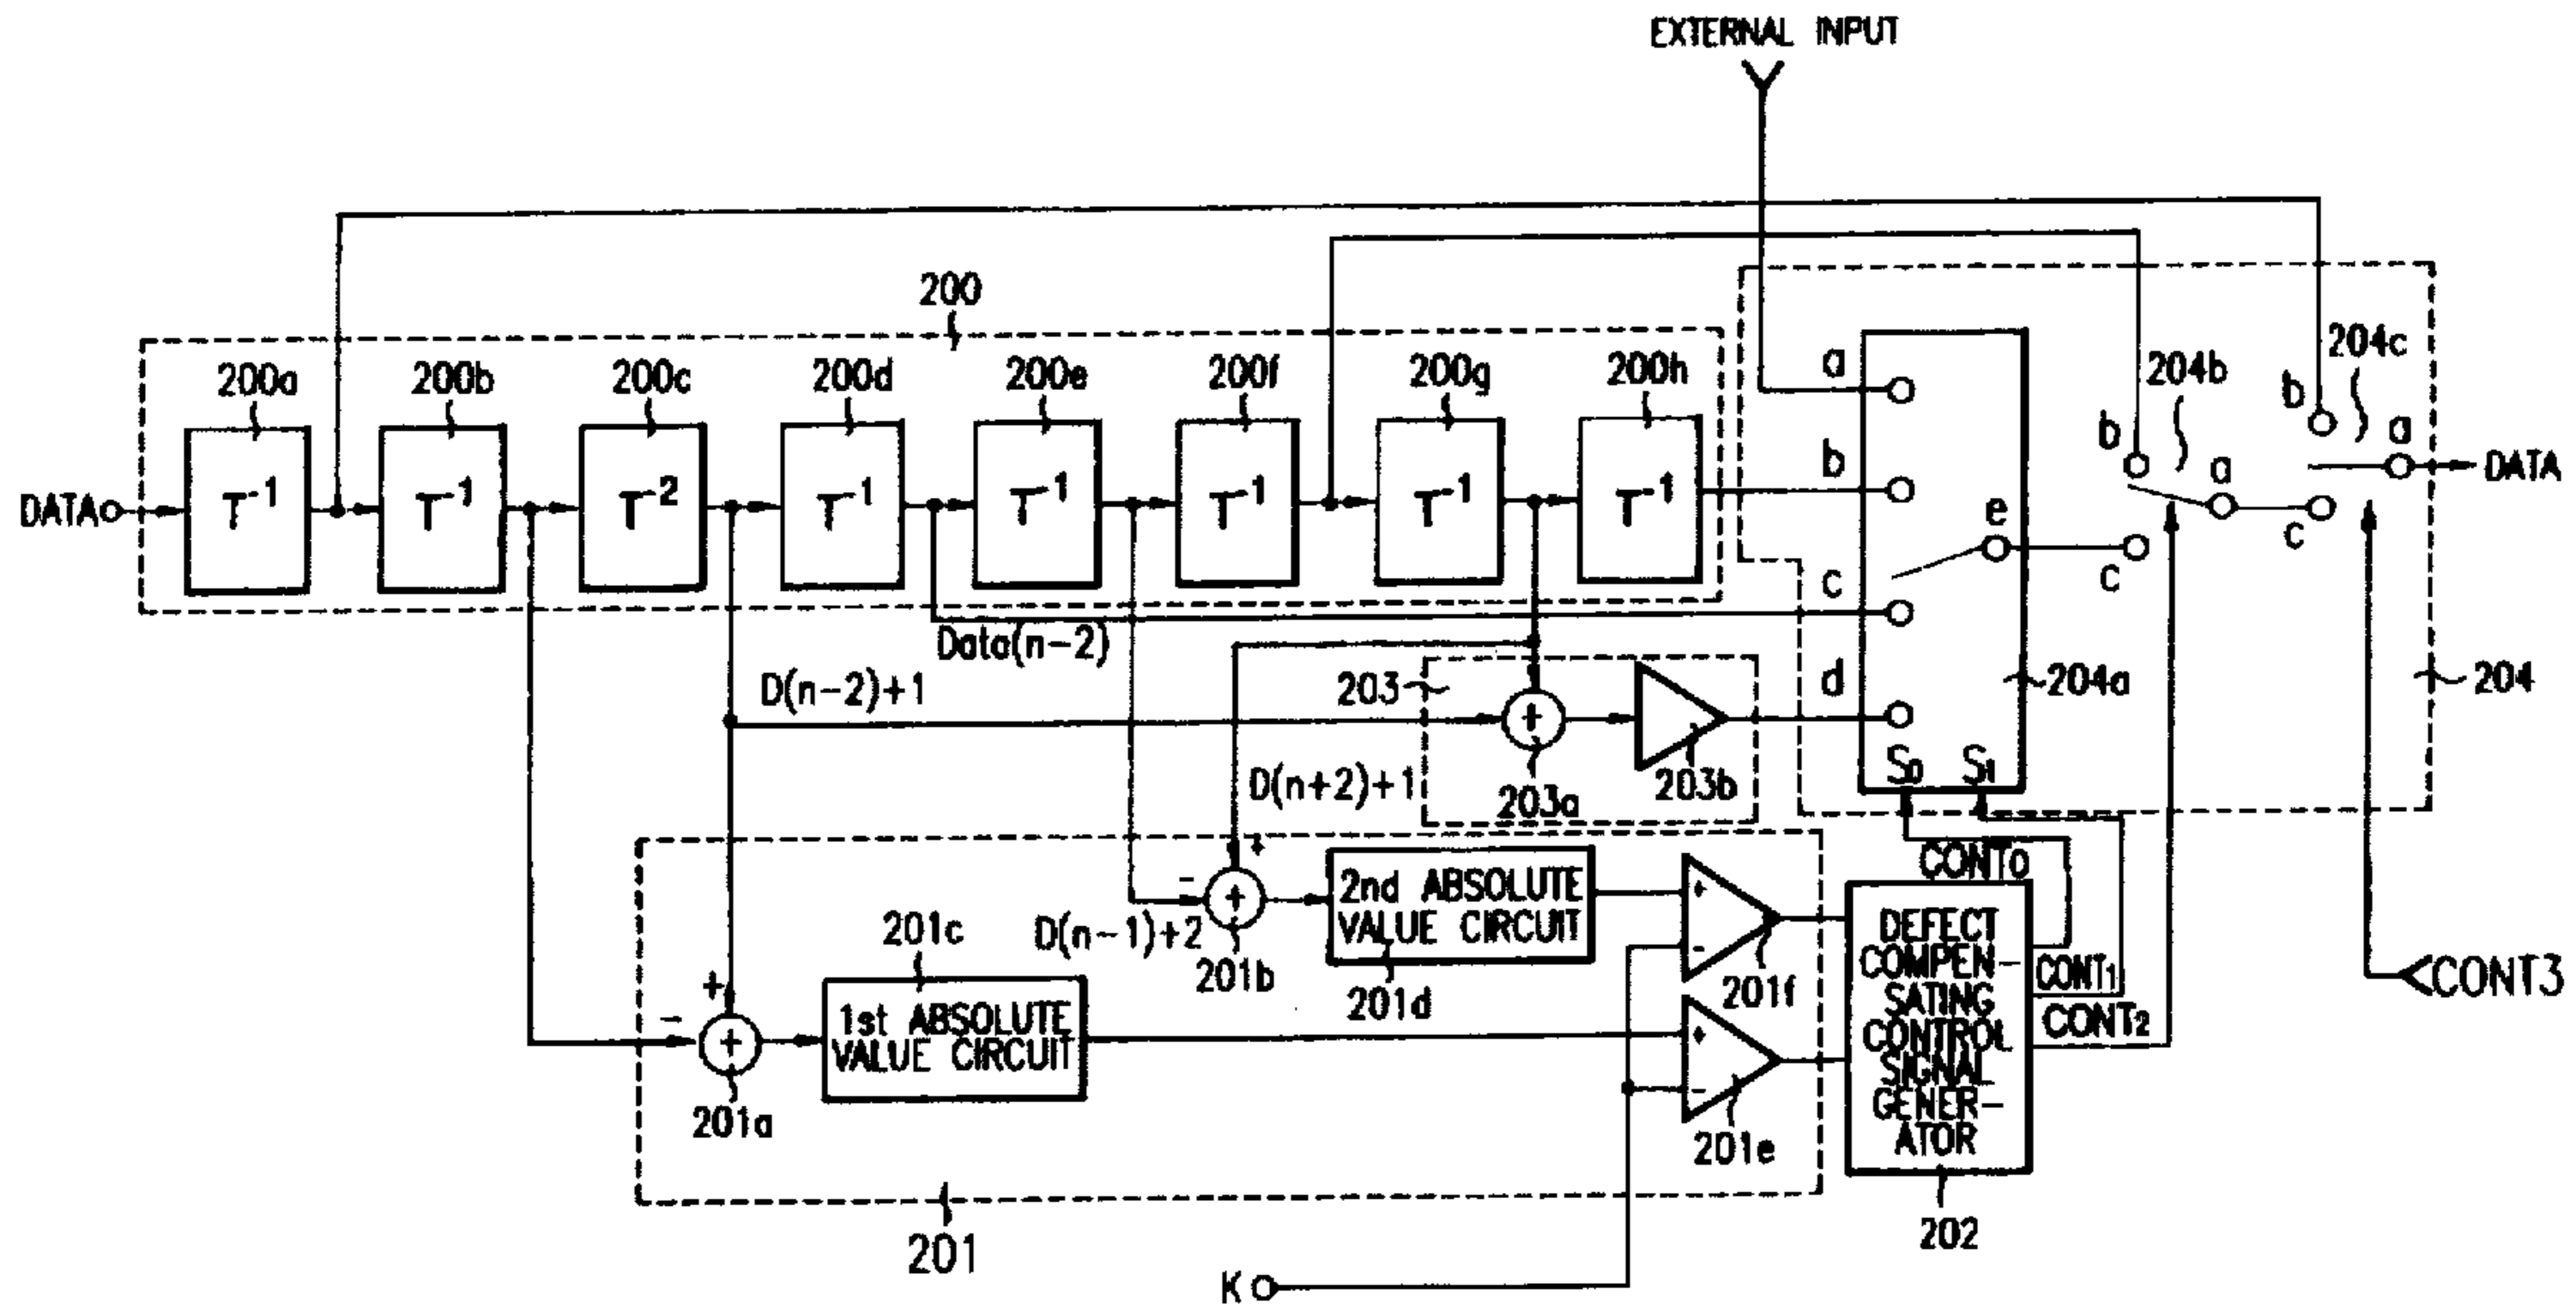 EXTERNAL INPUT
200
200a
200b
200c
200d
200e
200f
200g
200h
204b
204c
DATA
T-1
T-1
T-2
T-1
T-1
T-1
T-1
T-1
a
b
c
d
e
b
a
c
b
a
c
DATA
Data(n-2)
D(n-2)+1
203
203a
203b
S0
S1
204a
204
D(n+2)+1
CONT0
+
-
+
2nd ABSOLUTE
VALUE CIRCUIT
+
-
201f
D(n-1)+2
201b
201d
201c
+
-
+
1st ABSOLUTE
VALUE CIRCUIT
201a
+
-
201e
DEFECT
COMPEN-
SATING
CONTROL
SIGNAL
GENER-
ATOR
CONT1
CONT2
CONT3
202
201
K
+